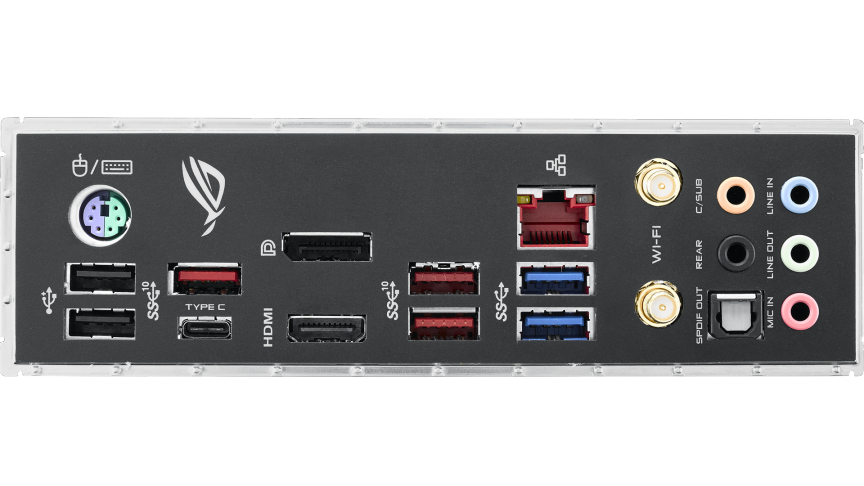 WI-FI
C/SUB
LINE IN
REAR
LINE OUT
10
TYPE C
HDMI
10
SPDIF OUT
MIC IN